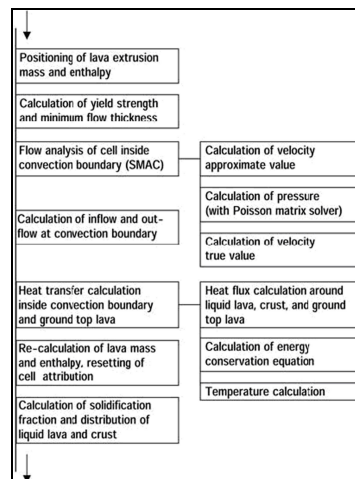 Positioning of lava extrusion
mass and enthalpy
Calculation of yield strength
and minimum flow thickness
Flow analysis of cell inside
convection boundary (SMAC)
Calculation of velocity
approximate value
Calculation of pressure
(with Poisson matrix solver)
Calculation of velocity
true value
Calculation of inflow and out-
flow at convection boundary
Heat transfer calculation
inside convection boundary
and ground top lava
Heat flux calculation around
liquid lava, crust, and ground
top lava
Calculation of energy
conservation equation
Temperature calculation
Re-calculation of lava mass
and enthalpy, resetting of
cell attribution
Calculation of solidification
fraction and distribution of
liquid lava and crust